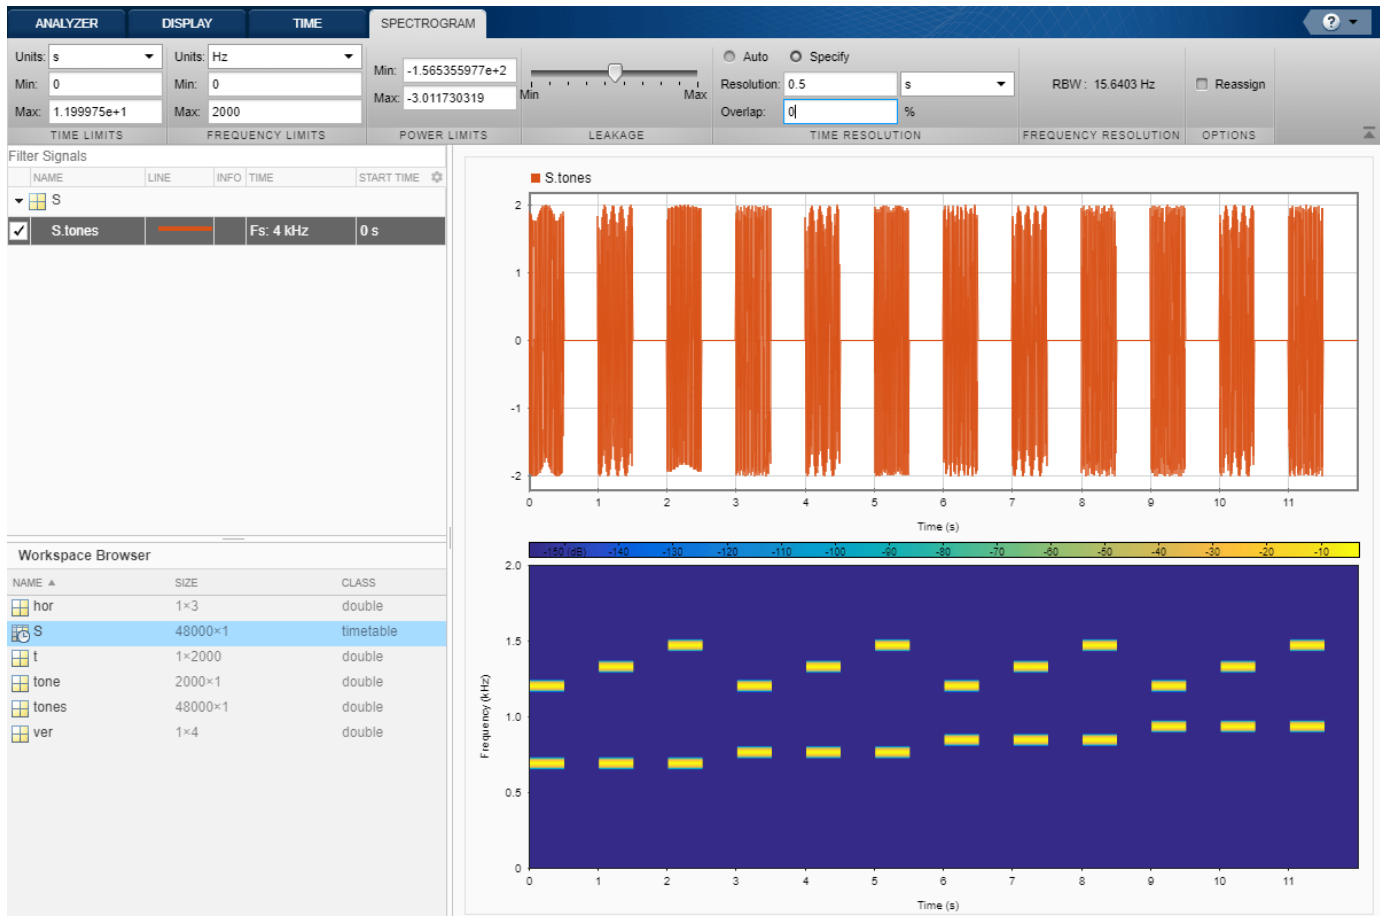 ANALYZER DISPLAY TIME SPECTROGRAM ?
Units: s Units: Hz Min: -1.565355977e+2 Auto Specify
Min: 0 Min: 0 Max: -3.011730319 Min Max Resolution: 0.5 s RBW : 15.6403 Hz Reassign
Max: 1.199975e+1 Max: 2000 Overlap: 0 %
TIME LIMITS FREQUENCY LIMITS POWER LIMITS LEAKAGE TIME RESOLUTION FREQUENCY RESOLUTION OPTIONS
Filter Signals
NAME LINE INFO TIME START TIME
S
S.tones Fs: 4 kHz 0 s
Workspace Browser
NAME SIZE CLASS
hor 1×3 double
S 48000×1 timetable
t 1×2000 double
tone 2000×1 double
tones 48000×1 double
ver 1×4 double
S.tones
2
1
0
-1
-2
0 1 2 3 4 5 6 7 8 9 10 11
Time (s)
-150 (dB) -140 -130 -120 -110 -100 -90 -80 -70 -60 -50 -40 -30 -20 -10
2.0
1.5
Frequency (kHz)
1.0
0.5
0
0 1 2 3 4 5 6 7 8 9 10 11
Time (s)